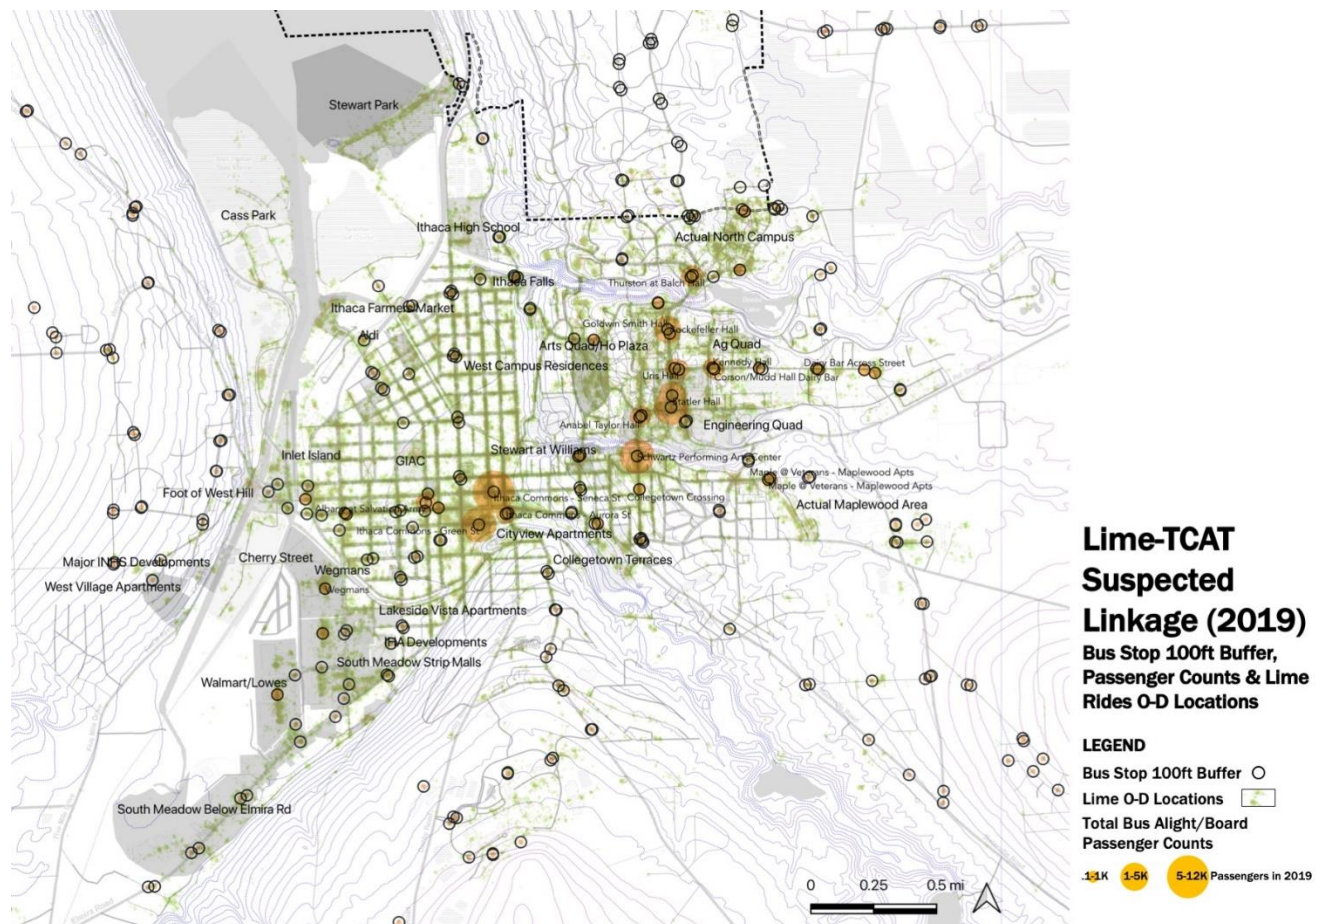 Stewart Park
Cass Park
Ithaca High School
Actual North Campus
Ithaca Falls
Thurston at Balch Hall
Ithaca Farmers Market
Aldi
Goldwin Smith Hall
Rockefeller Hall
Arts Quad/Ho Plaza
Ag Quad
West Campus Residences
Kennedy Hall
Dairy Bar Across Street
Uris Hall
Corson/Mudd Hall
Dairy Bar
Statler Hall
Anabel Taylor Hall
Engineering Quad
Inlet Island
GIAC
Stewart at Williams
Schwartz Performing Arts Center
Maple @ Veterans - Maplewood Apts
Maple @ Veterans - Maplewood Apts
Foot of West Hill
Ithaca Commons - Seneca St
Collegetown Crossing
Actual Maplewood Area
Ithaca Commons - Aurora St
Ithaca Commons - Green St
Cityview Apartments
Cherry Street
Collegetown Terraces
Major INHS Developments
Wegmans
West Village Apartments
Wegmans
Lakeside Vista Apartments
IHA Developments
South Meadow Strip Malls
Walmart/Lowes
South Meadow Below Elmira Rd
0 0.25 0.5 mi
Lime-TCAT
Suspected
Linkage (2019)
Bus Stop 100ft Buffer,
Passenger Counts & Lime
Rides O-D Locations
LEGEND
Bus Stop 100ft Buffer
Lime O-D Locations
Total Bus Alight/Board
Passenger Counts
.1-1K 1-5K 5-12K Passengers in 2019